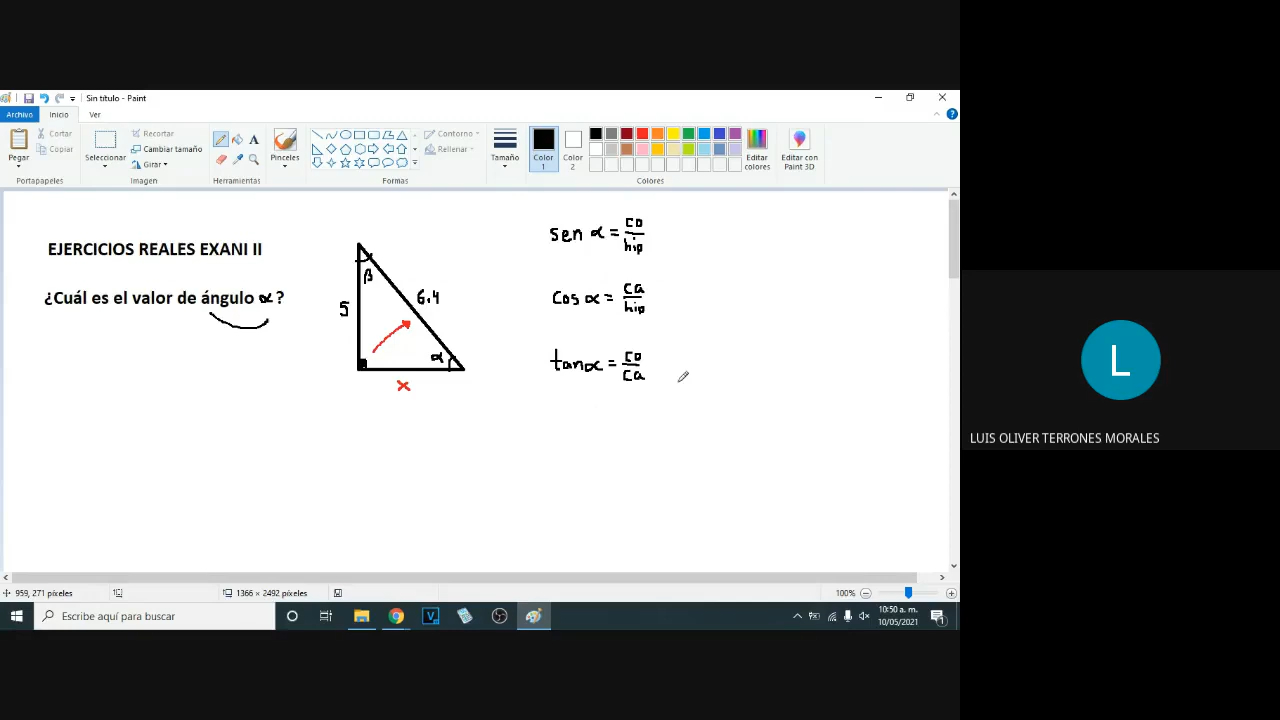 Sin título - Paint
Archivo
Inicio
Ver
Pegar
Cortar
Copiar
Portapapeles
Seleccionar
Recortar
Cambiar tamaño
Girar
Imagen
Herramientas
Pinceles
Contorno
Rellenar
Formas
Tamaño
Color 1
Color 2
Editar colores
Editar con Paint 3D
Colores
EJERCICIOS REALES EXANI II
¿Cuál es el valor de ángulo α ?
β
5
6.4
α
x
sen α = co/hip
cos α = ca/hip
tan α = co/ca
L
LUIS OLIVER TERRONES MORALES
959, 271 píxeles
1366 × 2492 píxeles
100%
Escribe aquí para buscar
V
10:50 a. m.
10/05/2021
1